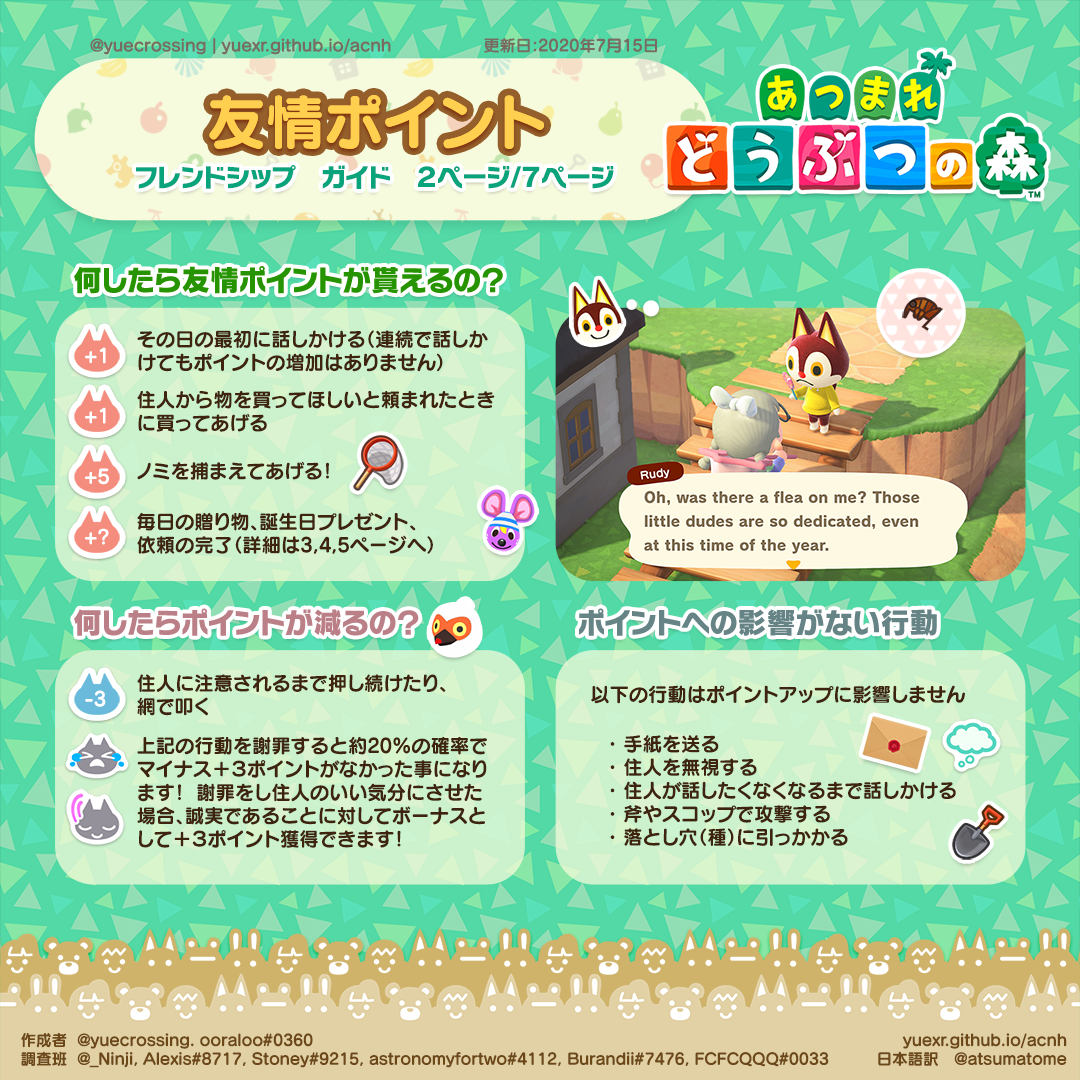 @yuecrossing | yuexr.github.io/acnh
更新日:2020年7月15日
友情ポイント
フレンドシップ ガイド 2ページ/7ページ
あつまれ
どうぶつの森
TM
何したら友情ポイントが貰えるの?
+1
その日の最初に話しかける(連続で話しか
けてもポイントの増加はありません)
+1
住人から物を買ってほしいと頼まれたとき
に買ってあげる
+5
ノミを捕まえてあげる!
+?
毎日の贈り物、誕生日プレゼント、
依頼の完了(詳細は3,4,5ページへ)
Rudy
Oh, was there a flea on me? Those
little dudes are so dedicated, even
at this time of the year.
何したらポイントが減るの?
-3
住人に注意されるまで押し続けたり、
網で叩く
上記の行動を謝罪すると約20%の確率で
マイナス+3ポイントがなかった事になり
ます! 謝罪をし住人のいい気分にさせた
場合、誠実であることに対してボーナスと
して+3ポイント獲得できます!
ポイントへの影響がない行動
以下の行動はポイントアップに影響しません
・ 手紙を送る
・ 住人を無視する
・ 住人が話したくなくなるまで話しかける
・ 斧やスコップで攻撃する
・ 落とし穴(種)に引っかかる
作成者 @yuecrossing. ooraloo#0360
調査班 @_Ninji, Alexis#8717, Stoney#9215, astronomyfortwo#4112, Burandii#7476, FCFCQQQ#0033
yuexr.github.io/acnh
日本語訳 @atsumatome